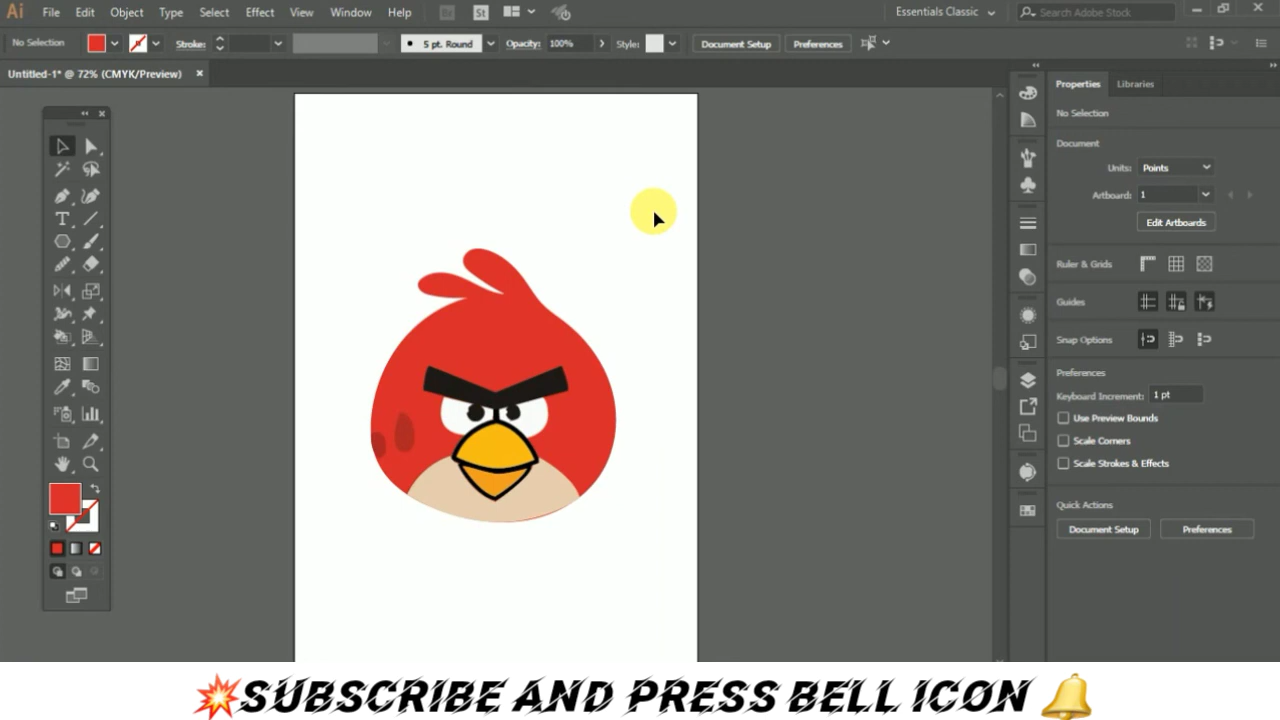 Ai File Edit Object Type Select Effect View Window Help Br St Essentials Classic Search Adobe Stock
No Selection Stroke: 5 pt. Round Opacity: 100% Style: Document Setup Preferences
Untitled-1* @ 72% (CMYK/Preview)
Properties Libraries
No Selection
Document
Units: Points
Artboard: 1
Edit Artboards
Ruler & Grids
Guides
Snap Options
Preferences
Keyboard Increment: 1 pt
Use Preview Bounds
Scale Corners
Scale Strokes & Effects
Quick Actions
Document Setup Preferences
SUBSCRIBE AND PRESS BELL ICON